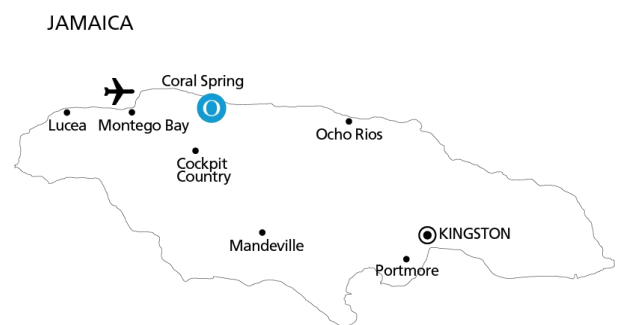 JAMAICA
Coral Spring
O
Lucea
Montego Bay
Ocho Rios
Cockpit
Country
Mandeville
KINGSTON
Portmore